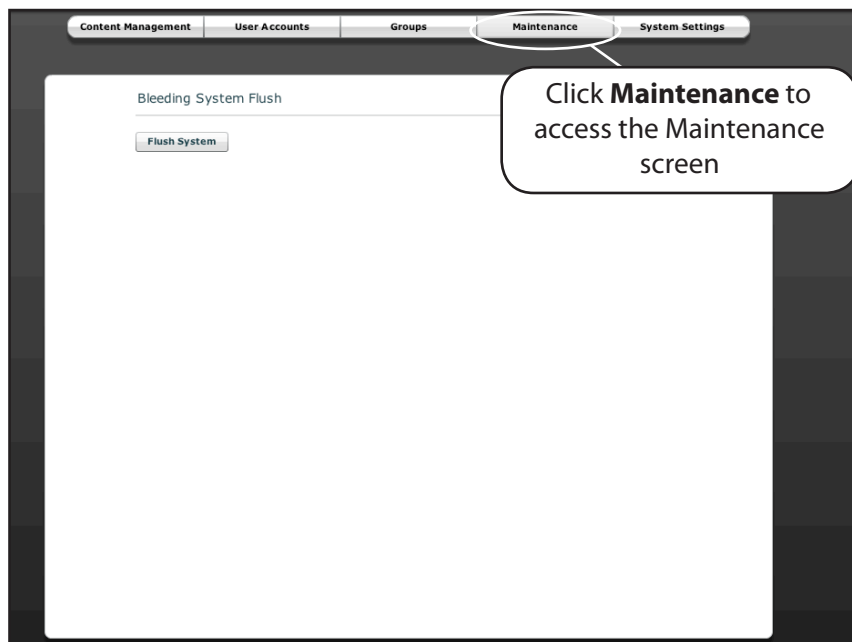 Content Management User Accounts Groups Maintenance System Settings
Bleeding System Flush
Flush System
Click Maintenance to
access the Maintenance
screen